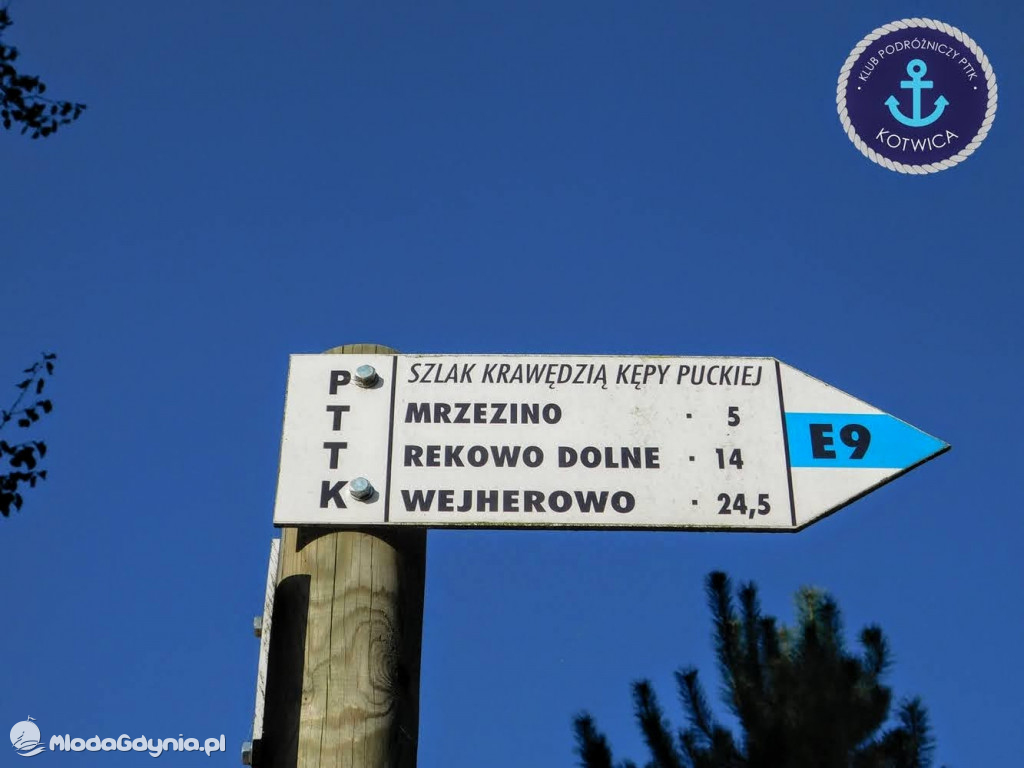 KLUB PODRÓŻNICZY PTTK
KOTWICA
PTTK
SZLAK KRAWĘDZIĄ KĘPY PUCKIEJ
MRZEZINO · 5
REKOWO DOLNE · 14
WEJHEROWO · 24,5
E9
MlodaGdynia.pl